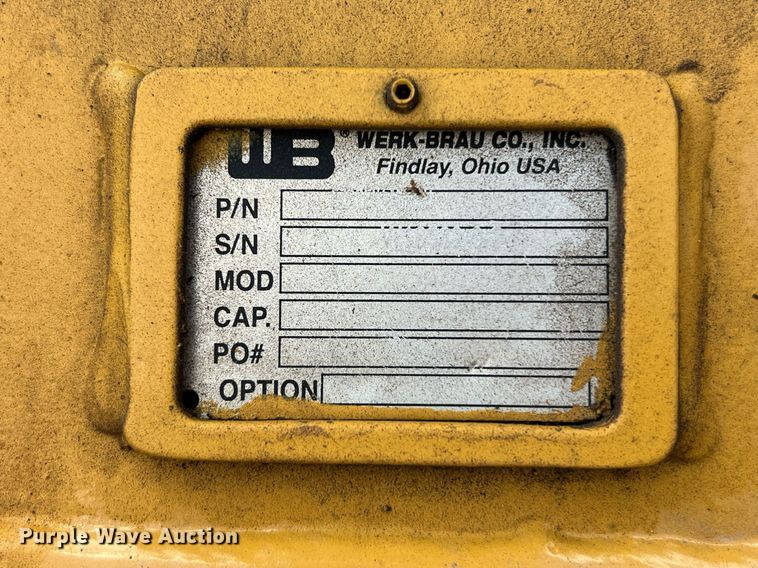 WB ® WERK-BRAU CO., INC.
Findlay, Ohio USA
P/N
S/N
MOD
CAP.
PO#
OPTION
Purple Wave Auction